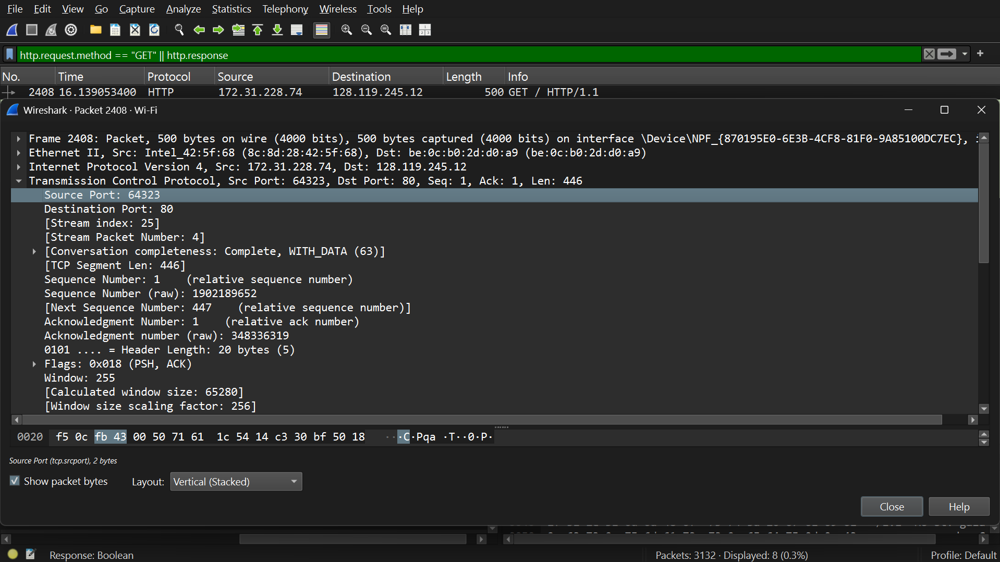 File Edit View Go Capture Analyze Statistics Telephony Wireless Tools Help
http.request.method == "GET" || http.response
No. Time Protocol Source Destination Length Info
2408 16.139053400 HTTP 172.31.228.74 128.119.245.12 500 GET / HTTP/1.1
Wireshark · Packet 2408 · Wi-Fi
Frame 2408: Packet, 500 bytes on wire (4000 bits), 500 bytes captured (4000 bits) on interface \Device\NPF_{870195E0-6E3B-4CF8-81F0-9A85100DC7EC},
Ethernet II, Src: Intel_42:5f:68 (8c:8d:28:42:5f:68), Dst: be:0c:b0:2d:d0:a9 (be:0c:b0:2d:d0:a9)
Internet Protocol Version 4, Src: 172.31.228.74, Dst: 128.119.245.12
Transmission Control Protocol, Src Port: 64323, Dst Port: 80, Seq: 1, Ack: 1, Len: 446
Source Port: 64323
Destination Port: 80
[Stream index: 25]
[Stream Packet Number: 4]
[Conversation completeness: Complete, WITH_DATA (63)]
[TCP Segment Len: 446]
Sequence Number: 1    (relative sequence number)
Sequence Number (raw): 1902189652
[Next Sequence Number: 447    (relative sequence number)]
Acknowledgment Number: 1    (relative ack number)
Acknowledgment number (raw): 348336319
0101 .... = Header Length: 20 bytes (5)
Flags: 0x018 (PSH, ACK)
Window: 255
[Calculated window size: 65280]
[Window size scaling factor: 256]
0020 f5 0c fb 43 00 50 71 61 1c 54 14 c3 30 bf 50 18 ···C·Pqa ·T··0·P·
Source Port (tcp.srcport), 2 bytes
Show packet bytes Layout: Vertical (Stacked)
Close Help
Response: Boolean Packets: 3132 · Displayed: 8 (0.3%) Profile: Default